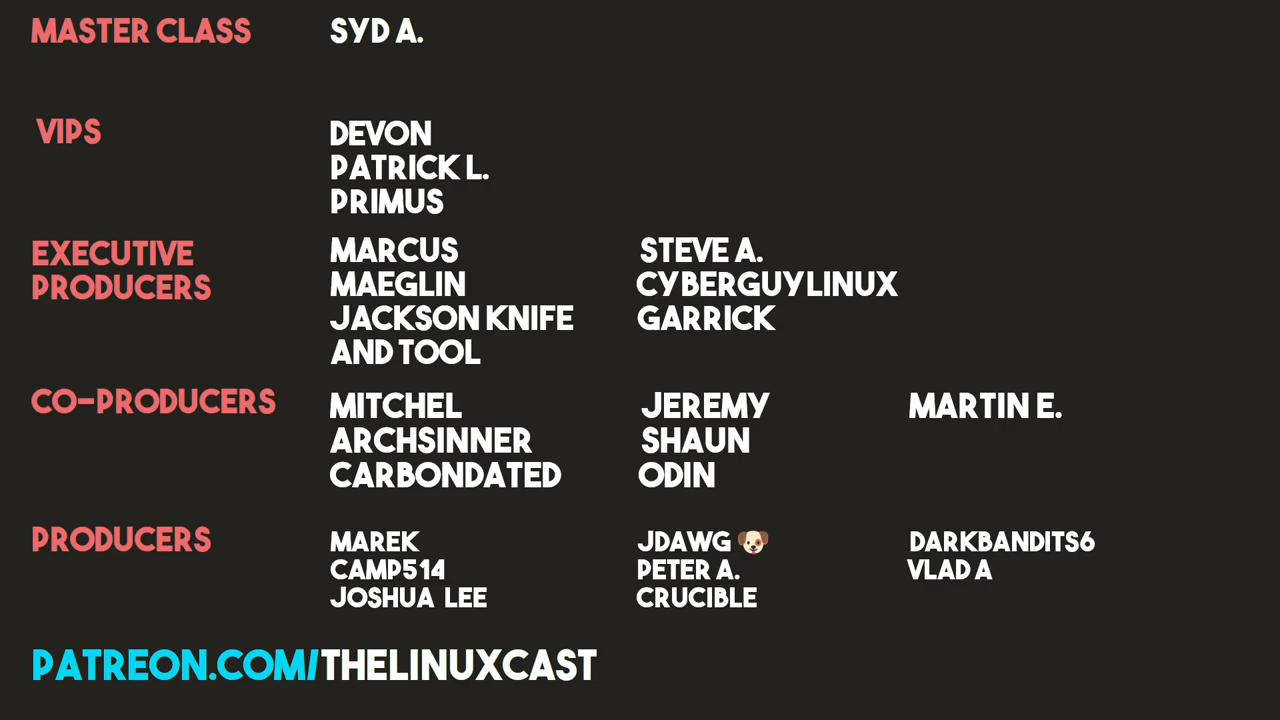 MASTER CLASS
SYD A.
VIPS
DEVON
PATRICK L.
PRIMUS
EXECUTIVE
PRODUCERS
MARCUS
MAEGLIN
JACKSON KNIFE
AND TOOL
STEVE A.
CYBERGUYLINUX
GARRICK
CO-PRODUCERS
MITCHEL
ARCHSINNER
CARBONDATED
JEREMY
SHAUN
ODIN
MARTIN E.
PRODUCERS
MAREK
CAMP514
JOSHUA LEE
JDAWG 🐶
PETER A.
CRUCIBLE
DARKBANDITS6
VLAD A
PATREON.COM/THELINUXCAST